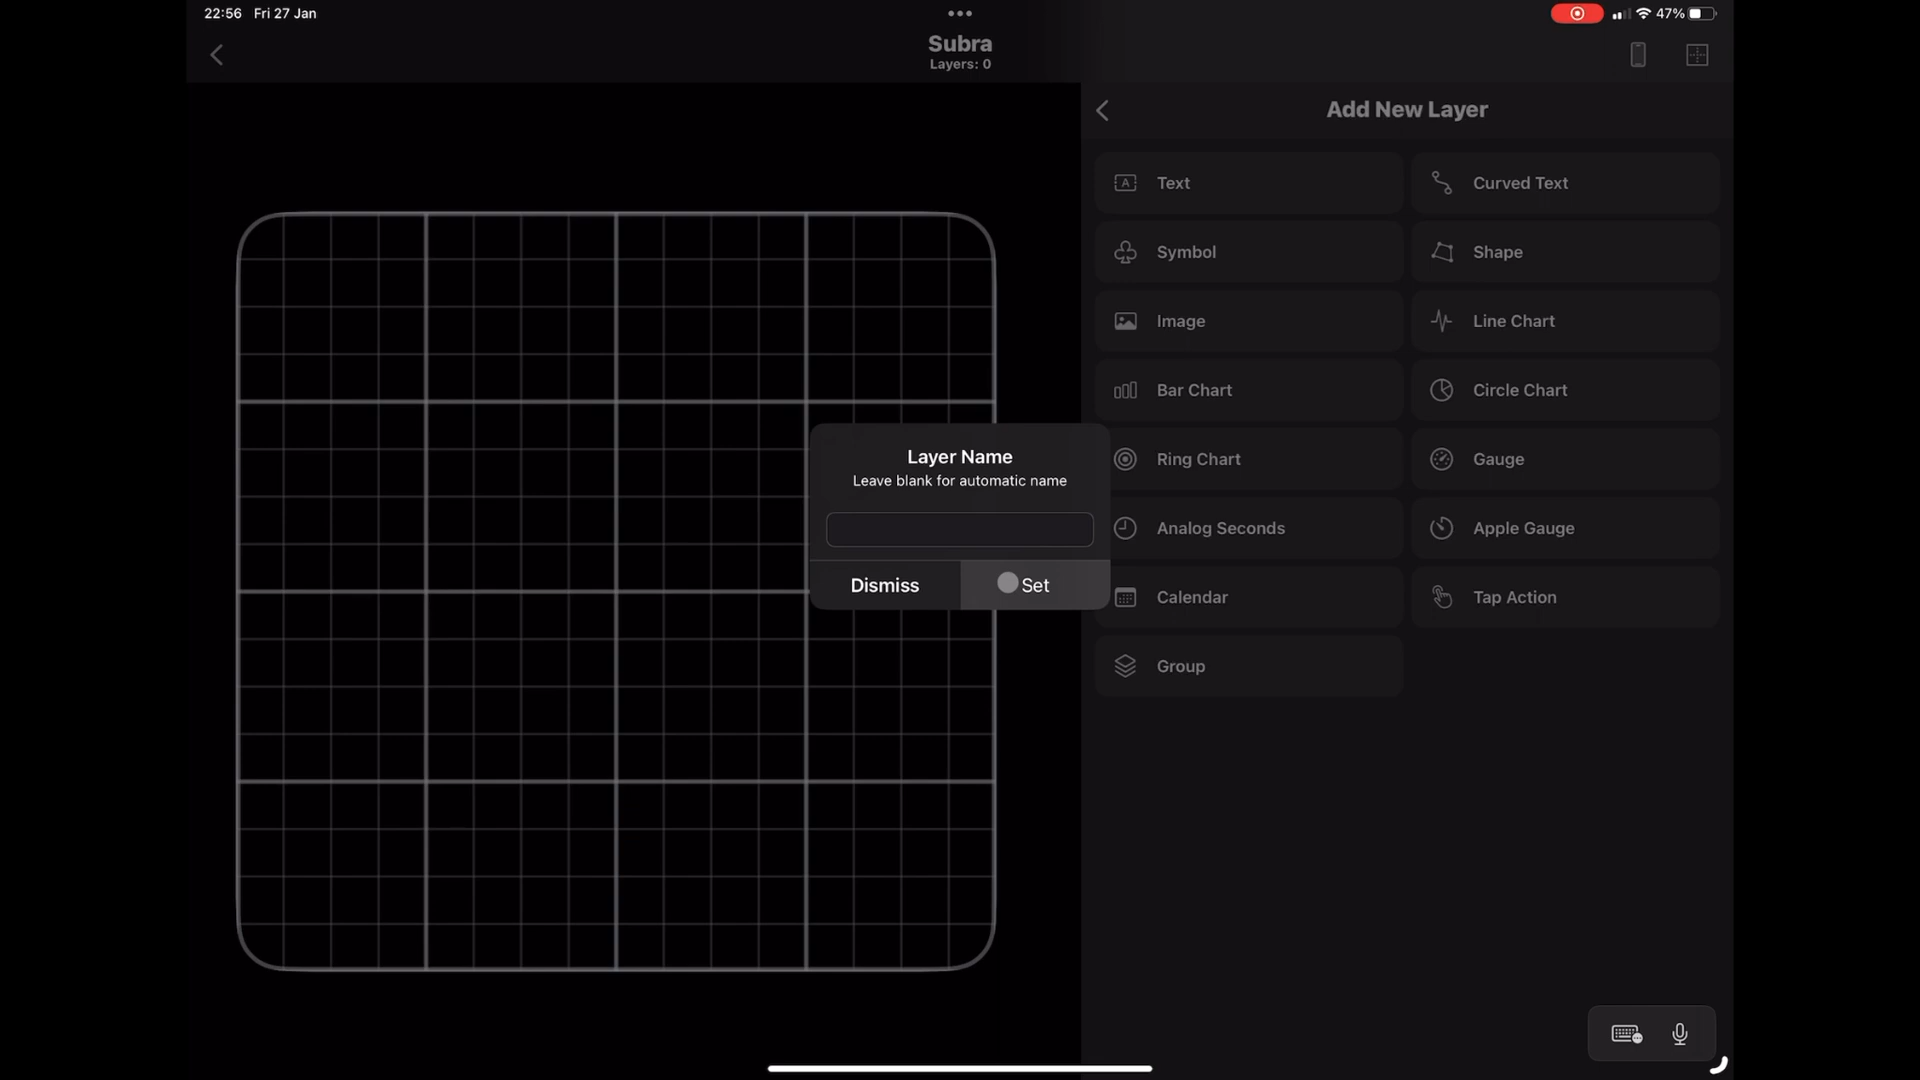 22:56 Fri 27 Jan
47%
Subra
Layers: 0
Add New Layer
Text
Curved Text
Symbol
Shape
Image
Line Chart
Bar Chart
Circle Chart
Layer Name
Leave blank for automatic name
Ring Chart
Gauge
Analog Seconds
Apple Gauge
Dismiss
Set
Calendar
Tap Action
Group